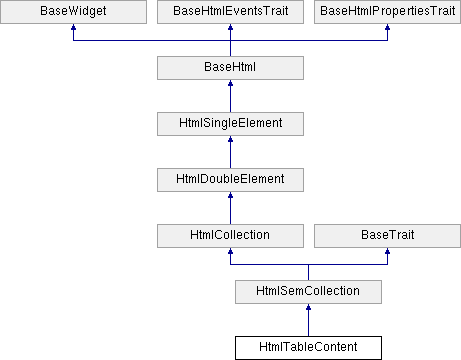 BaseWidget
BaseHtmlEventsTrait
BaseHtmlPropertiesTrait
BaseHtml
HtmlSingleElement
HtmlDoubleElement
HtmlCollection
BaseTrait
HtmlSemCollection
HtmlTableContent